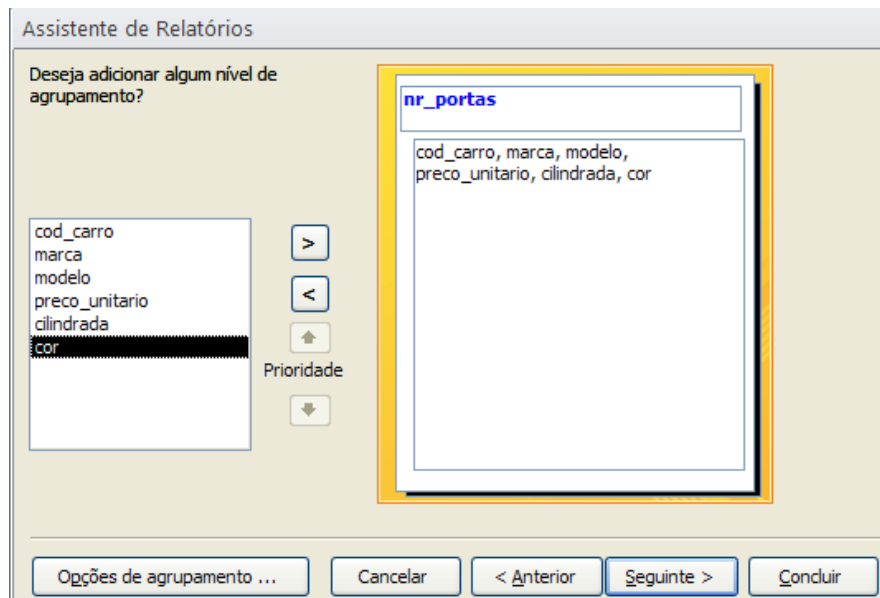 Assistente de Relatórios
Deseja adicionar algum nível de
agrupamento?
nr_portas
cod_carro, marca, modelo,
preco_unitario, cilindrada, cor
cod_carro
marca
modelo
preco_unitario
cilindrada
cor
>
<
Prioridade
Opções de agrupamento ...
Cancelar
< Anterior
Seguinte >
Concluir